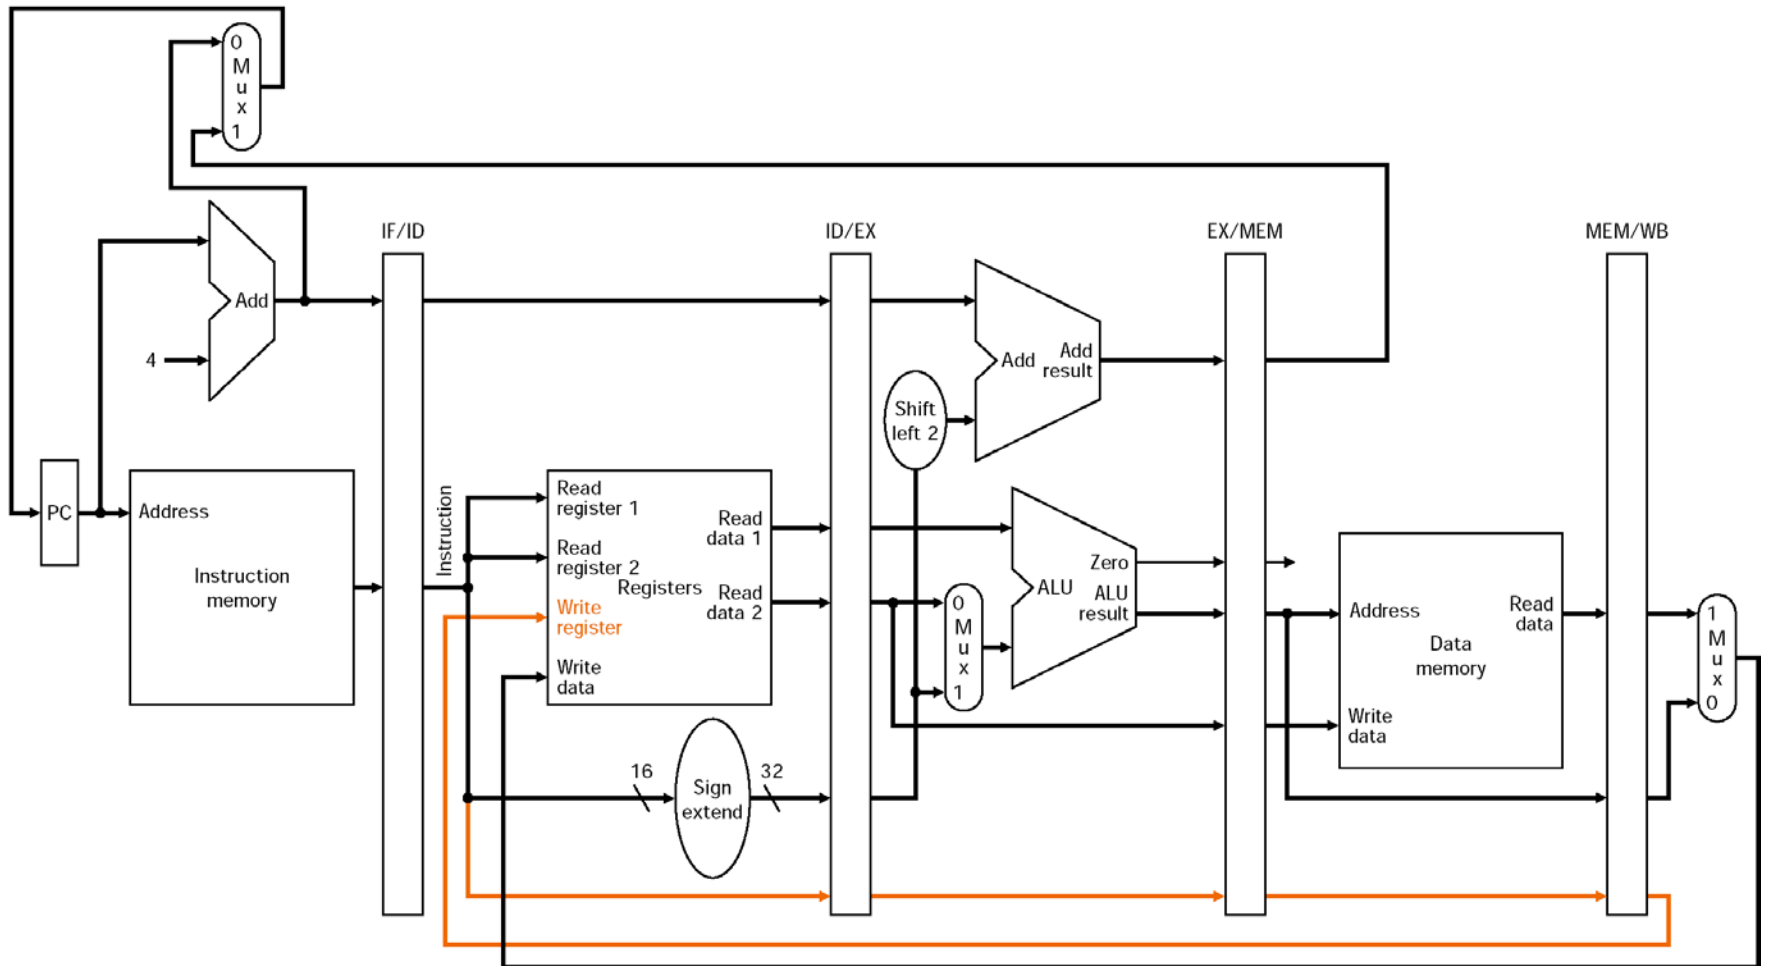 0
M
u
x
1
IF/ID
ID/EX
EX/MEM
MEM/WB
Add
4
Add
Add
result
Shift
left 2
PC
Address
Instruction
memory
Instruction
Read
register 1
Read
register 2
Write
register
Write
data
Registers
Read
data 1
Read
data 2
16
Sign
extend
32
0
M
u
x
1
ALU
Zero
ALU
result
Address
Read
data
Data
memory
Write
data
1
M
u
x
0